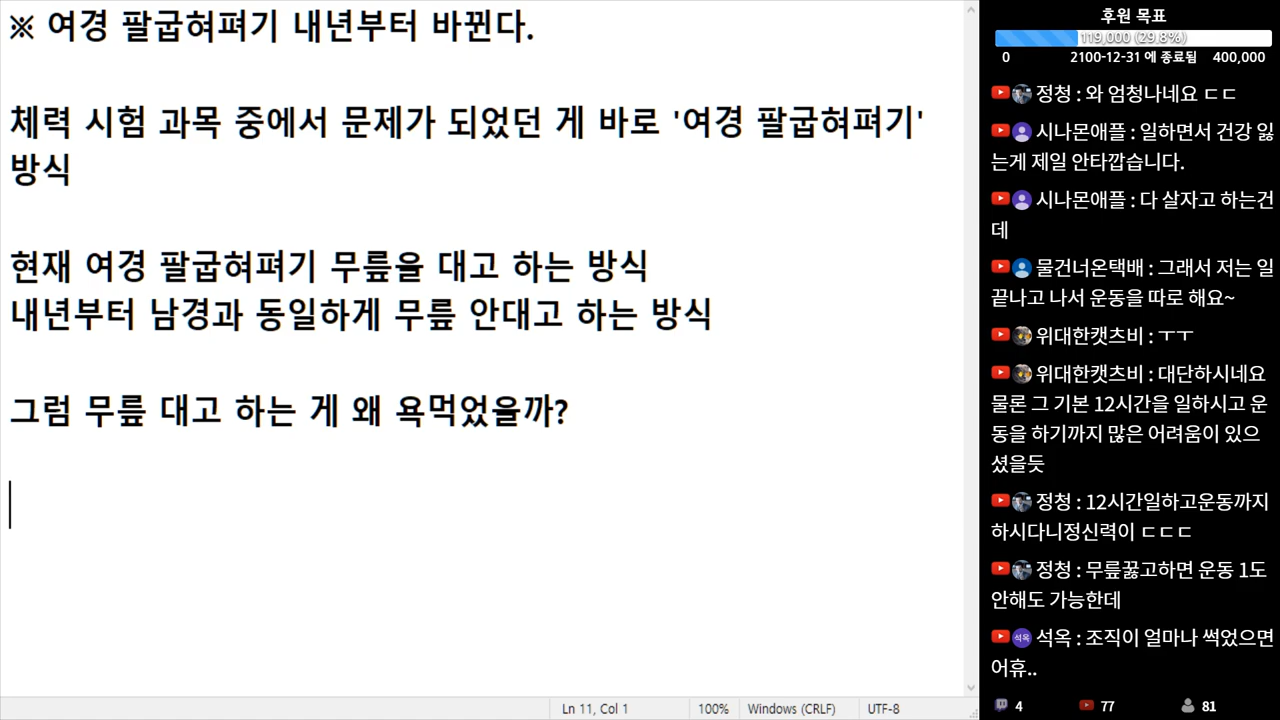 ※ 여경 팔굽혀펴기 내년부터 바뀐다.
체력 시험 과목 중에서 문제가 되었던 게 바로 '여경 팔굽혀펴기'
방식
현재 여경 팔굽혀펴기 무릎을 대고 하는 방식
내년부터 남경과 동일하게 무릎 안대고 하는 방식
그럼 무릎 대고 하는 게 왜 욕먹었을까?
Ln 11, Col 1
100%
Windows (CRLF)
UTF-8
후원 목표
119,000 (29.8%)
0
2100-12-31 에 종료됨
400,000
정청 : 와 엄청나네요 ㄷㄷ
시나몬애플 : 일하면서 건강 잃
는게 제일 안타깝습니다.
시나몬애플 : 다 살자고 하는건
데
물건너온택배 : 그래서 저는 일
끝나고 나서 운동을 따로 해요~
위대한캣츠비 : ㅜㅜ
위대한캣츠비 : 대단하시네요
물론 그 기본 12시간을 일하시고 운
동을 하기까지 많은 어려움이 있으
셨을듯
정청 : 12시간일하고운동까지
하시다니정신력이 ㄷㄷㄷ
정청 : 무릎꿇고하면 운동 1도
안해도 가능한데
석옥
석옥 : 조직이 얼마나 썩었으면
어휴..
4
77
81